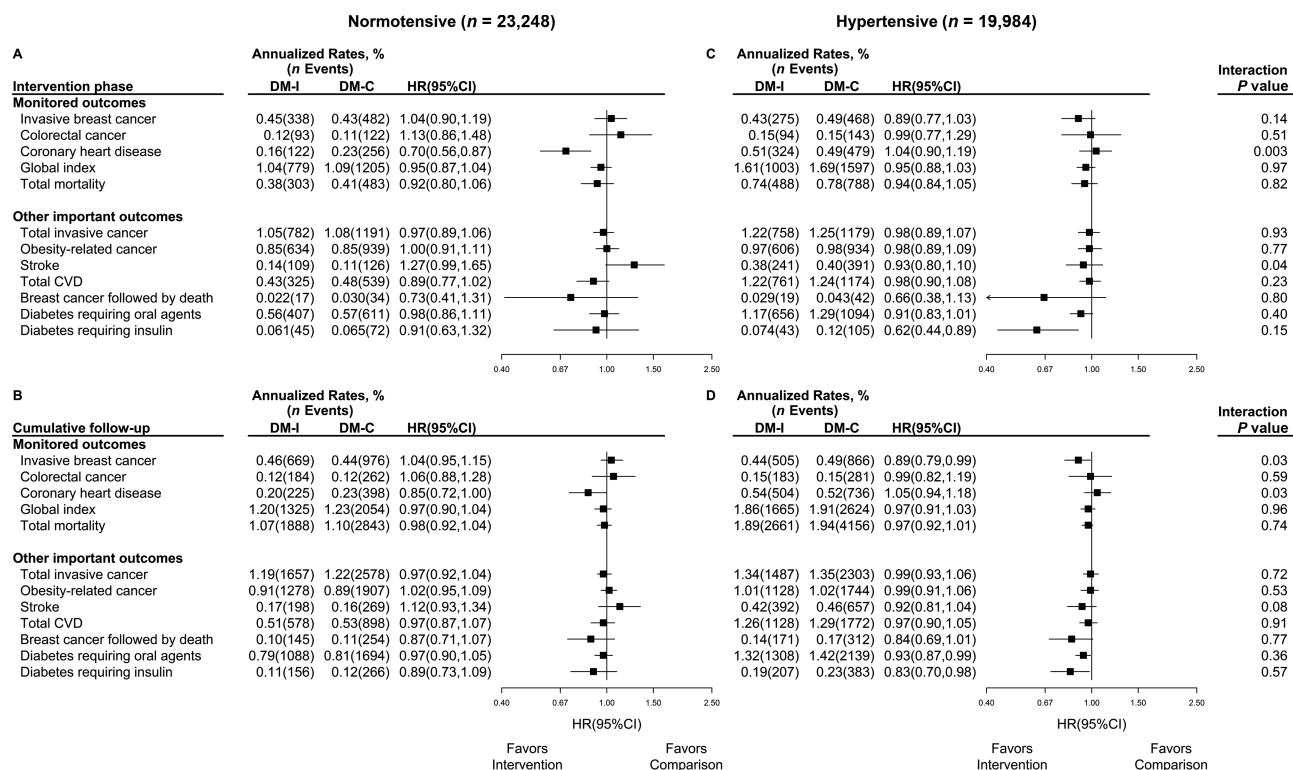 Normotensive (n = 23,248) Hypertensive (n = 19,984)
A Annualized Rates, % C Annualized Rates, %
(n Events) (n Events) Interaction
Intervention phase DM-I DM-C HR(95%CI) DM-I DM-C HR(95%CI) P value
Monitored outcomes
Invasive breast cancer 0.45(338) 0.43(482) 1.04(0.90,1.19) 0.43(275) 0.49(468) 0.89(0.77,1.03) 0.14
Colorectal cancer 0.12(93) 0.11(122) 1.13(0.86,1.48) 0.15(94) 0.15(143) 0.99(0.77,1.29) 0.51
Coronary heart disease 0.16(122) 0.23(256) 0.70(0.56,0.87) 0.51(324) 0.49(479) 1.04(0.90,1.19) 0.003
Global index 1.04(779) 1.09(1205) 0.95(0.87,1.04) 1.61(1003) 1.69(1597) 0.95(0.88,1.03) 0.97
Total mortality 0.38(303) 0.41(483) 0.92(0.80,1.06) 0.74(488) 0.78(788) 0.94(0.84,1.05) 0.82
Other important outcomes
Total invasive cancer 1.05(782) 1.08(1191) 0.97(0.89,1.06) 1.22(758) 1.25(1179) 0.98(0.89,1.07) 0.93
Obesity-related cancer 0.85(634) 0.85(939) 1.00(0.91,1.11) 0.97(606) 0.98(934) 0.98(0.89,1.09) 0.77
Stroke 0.14(109) 0.11(126) 1.27(0.99,1.65) 0.38(241) 0.40(391) 0.93(0.80,1.10) 0.04
Total CVD 0.43(325) 0.48(539) 0.89(0.77,1.02) 1.22(761) 1.24(1174) 0.98(0.90,1.08) 0.23
Breast cancer followed by death 0.022(17) 0.030(34) 0.73(0.41,1.31) 0.029(19) 0.043(42) 0.66(0.38,1.13) 0.80
Diabetes requiring oral agents 0.56(407) 0.57(611) 0.98(0.86,1.11) 1.17(656) 1.29(1094) 0.91(0.83,1.01) 0.40
Diabetes requiring insulin 0.061(45) 0.065(72) 0.91(0.63,1.32) 0.074(43) 0.12(105) 0.62(0.44,0.89) 0.15
0.40 0.67 1.00 1.50 2.50 0.40 0.67 1.00 1.50 2.50
B Annualized Rates, % D Annualized Rates, %
(n Events) (n Events) Interaction
Cumulative follow-up DM-I DM-C HR(95%CI) DM-I DM-C HR(95%CI) P value
Monitored outcomes
Invasive breast cancer 0.46(669) 0.44(976) 1.04(0.95,1.15) 0.44(505) 0.49(866) 0.89(0.79,0.99) 0.03
Colorectal cancer 0.12(184) 0.12(262) 1.06(0.88,1.28) 0.15(183) 0.15(281) 0.99(0.82,1.19) 0.59
Coronary heart disease 0.20(225) 0.23(398) 0.85(0.72,1.00) 0.54(504) 0.52(736) 1.05(0.94,1.18) 0.03
Global index 1.20(1325) 1.23(2054) 0.97(0.90,1.04) 1.86(1665) 1.91(2624) 0.97(0.91,1.03) 0.96
Total mortality 1.07(1888) 1.10(2843) 0.98(0.92,1.04) 1.89(2661) 1.94(4156) 0.97(0.92,1.01) 0.74
Other important outcomes
Total invasive cancer 1.19(1657) 1.22(2578) 0.97(0.92,1.04) 1.34(1487) 1.35(2303) 0.99(0.93,1.06) 0.72
Obesity-related cancer 0.91(1278) 0.89(1907) 1.02(0.95,1.09) 1.01(1128) 1.02(1744) 0.99(0.91,1.06) 0.53
Stroke 0.17(198) 0.16(269) 1.12(0.93,1.34) 0.42(392) 0.46(657) 0.92(0.81,1.04) 0.08
Total CVD 0.51(578) 0.53(898) 0.97(0.87,1.07) 1.26(1128) 1.29(1772) 0.97(0.90,1.05) 0.91
Breast cancer followed by death 0.10(145) 0.11(254) 0.87(0.71,1.07) 0.14(171) 0.17(312) 0.84(0.69,1.01) 0.77
Diabetes requiring oral agents 0.79(1088) 0.81(1694) 0.97(0.90,1.05) 1.32(1308) 1.42(2139) 0.93(0.87,0.99) 0.36
Diabetes requiring insulin 0.11(156) 0.12(266) 0.89(0.73,1.09) 0.19(207) 0.23(383) 0.83(0.70,0.98) 0.57
0.40 0.67 1.00 1.50 2.50 0.40 0.67 1.00 1.50 2.50
HR(95%CI) HR(95%CI)
Favors Favors Favors Favors
Intervention Comparison Intervention Comparison